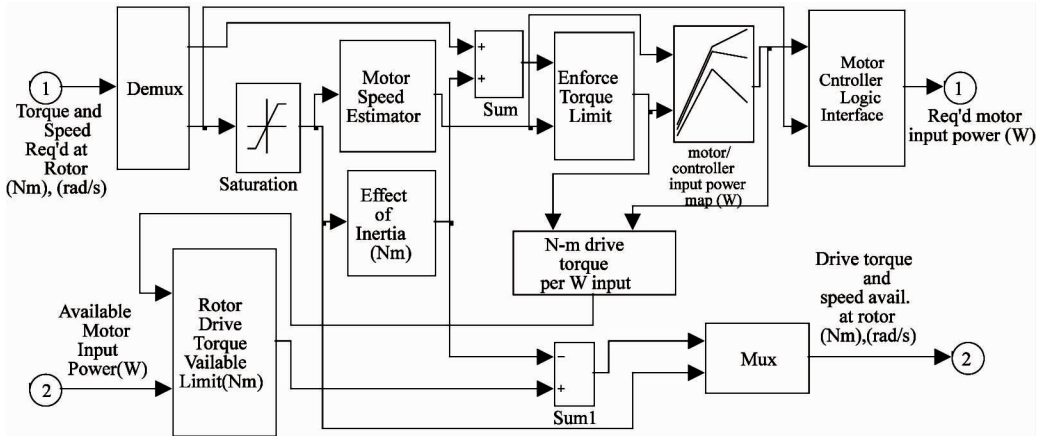 1
Torque and
Speed
Req'd at
Rotor
(Nm), (rad/s)
Demux
Saturation
Motor
Speed
Estimator
Effect
of
Inertia
(Nm)
+
+
Sum
Enforce
Torque
Limit
motor/
controller
input power
map (W)
Motor
Cntroller
Logic
Interface
1
Req'd motor
input power (W)
N-m drive
torque
per W input
Available
Motor
Input
Power(W)
2
Rotor
Drive
Torque
Vailable
Limit(Nm)
−
+
Sum1
Mux
Drive torque
and
speed avail.
at rotor
(Nm),(rad/s)
2